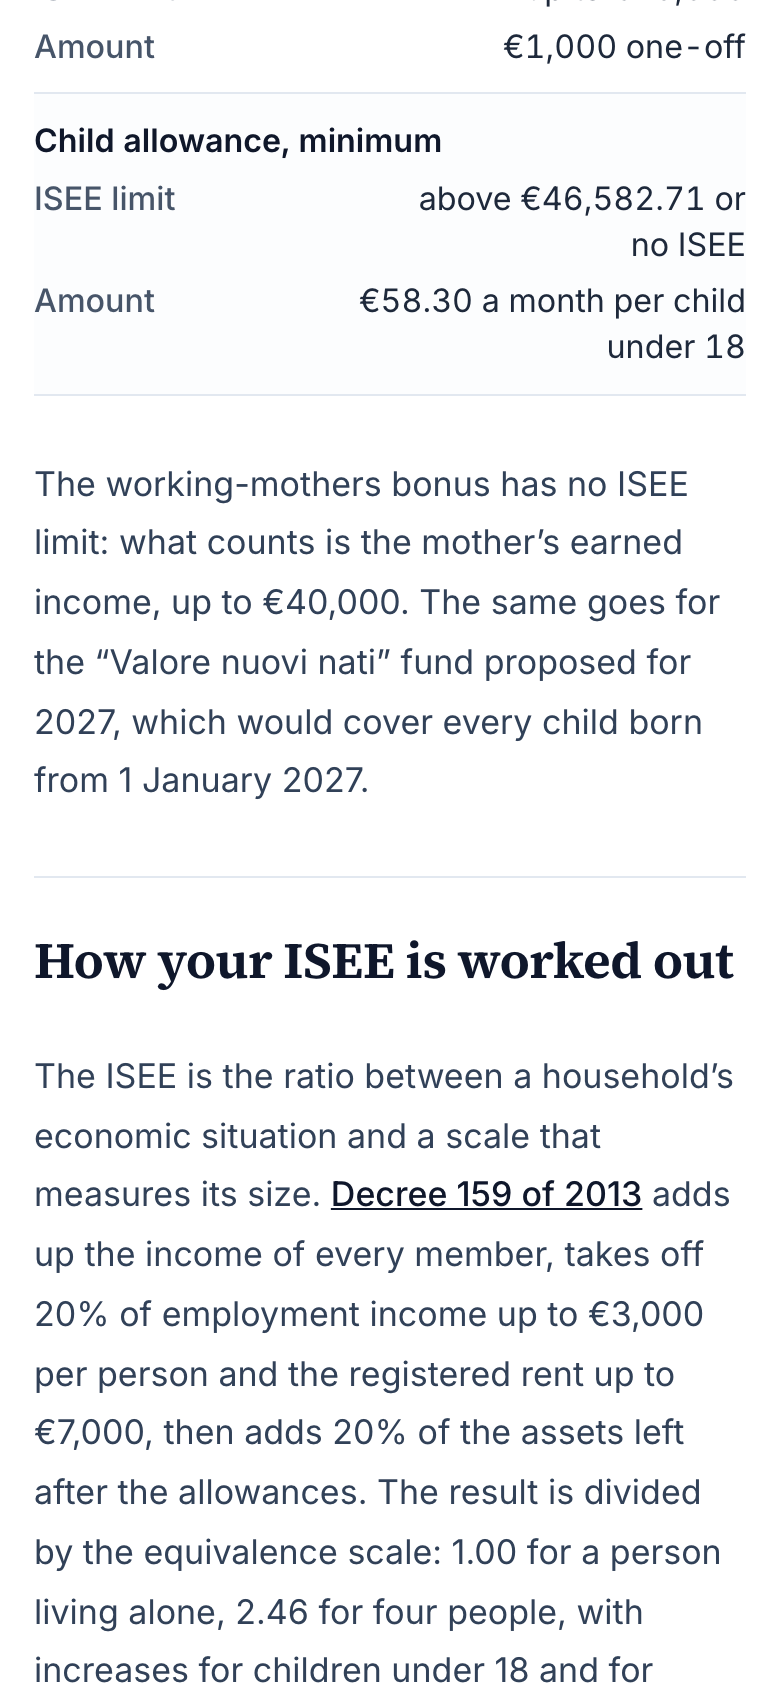 Amount €1,000 one-off
Child allowance, minimum
ISEE limit above €46,582.71 or
no ISEE
Amount €58.30 a month per child
under 18
The working-mothers bonus has no ISEE
limit: what counts is the mother’s earned
income, up to €40,000. The same goes for
the “Valore nuovi nati” fund proposed for
2027, which would cover every child born
from 1 January 2027.
How your ISEE is worked out
The ISEE is the ratio between a household’s
economic situation and a scale that
measures its size. Decree 159 of 2013 adds
up the income of every member, takes off
20% of employment income up to €3,000
per person and the registered rent up to
€7,000, then adds 20% of the assets left
after the allowances. The result is divided
by the equivalence scale: 1.00 for a person
living alone, 2.46 for four people, with
increases for children under 18 and for